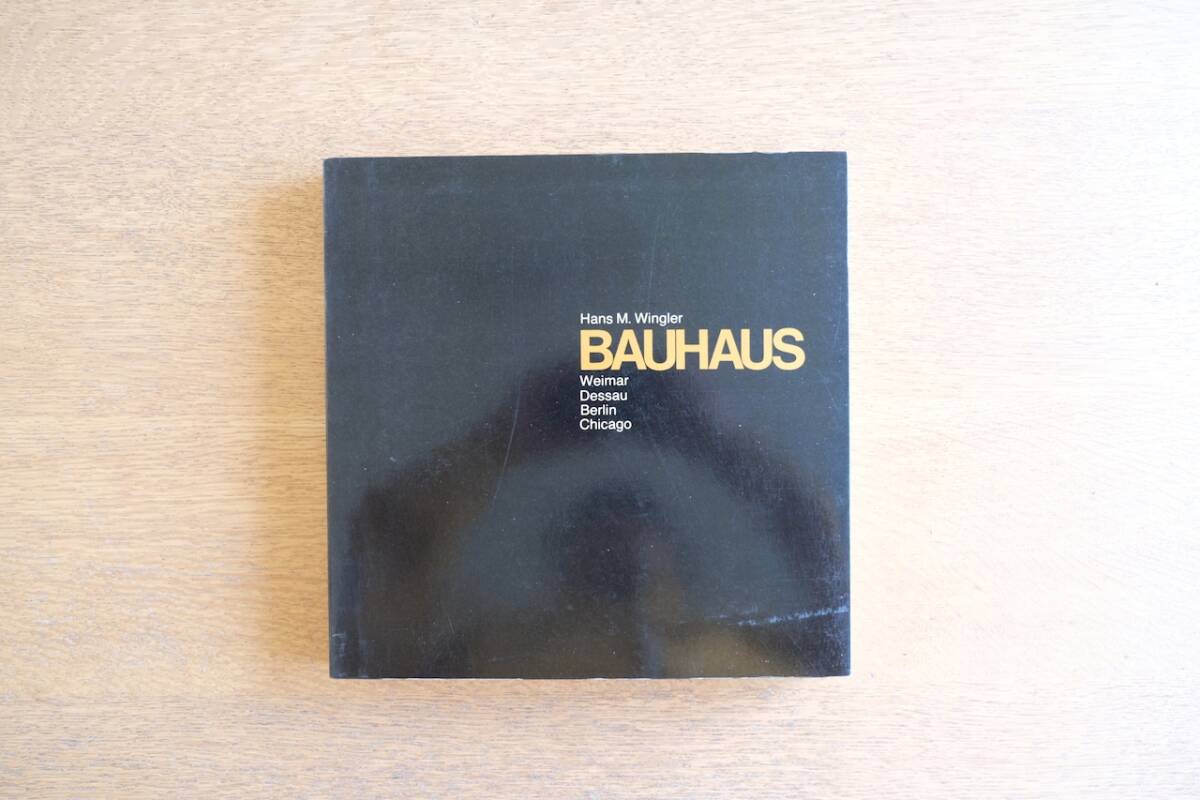 Hans M. Wingler
BAUHAUS
Weimar
Dessau
Berlin
Chicago